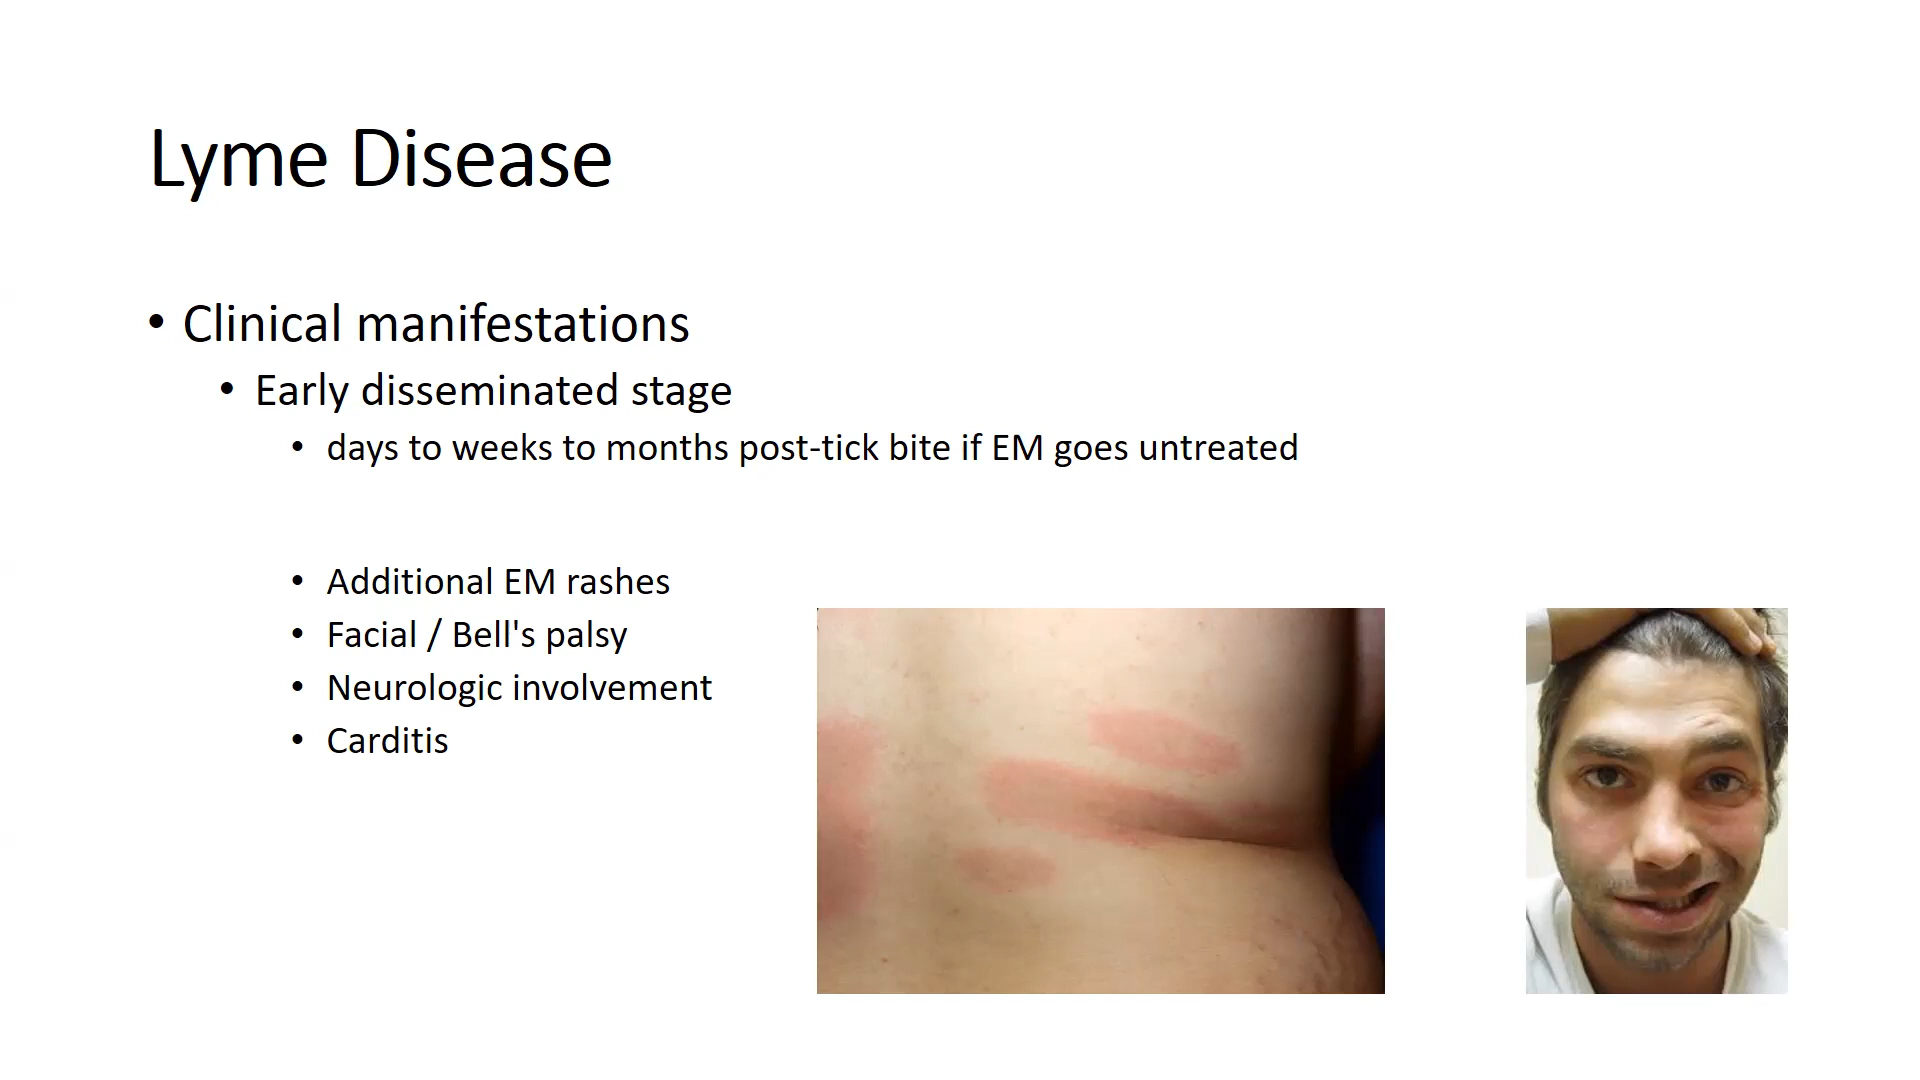 Lyme Disease
• Clinical manifestations
• Early disseminated stage
• days to weeks to months post-tick bite if EM goes untreated
• Additional EM rashes
• Facial / Bell's palsy
• Neurologic involvement
• Carditis